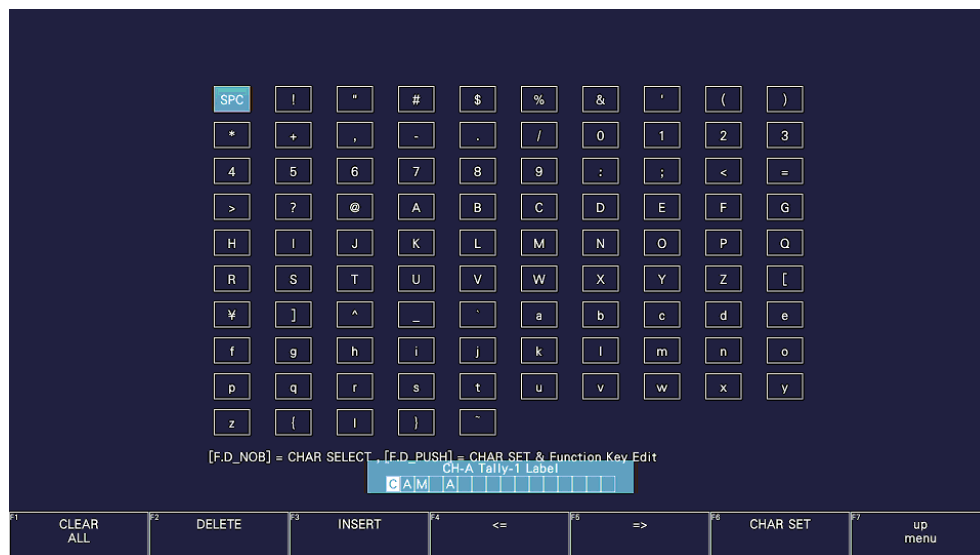 SPC ! " # $ % & ' ( )
* + , - . / 0 1 2 3
4 5 6 7 8 9 : ; < =
> ? @ A B C D E F G
H I J K L M N O P Q
R S T U V W X Y Z [
¥ ] ^ _ ` a b c d e
f g h i j k l m n o
p q r s t u v w x y
z { | } ~
[F.D_NOB] = CHAR SELECT , [F.D_PUSH] = CHAR SET & Function Key Edit
CH-A Tally-1 Label
CAM A
F1 CLEAR ALL F2 DELETE F3 INSERT F4 <= F5 => F6 CHAR SET F7 up menu